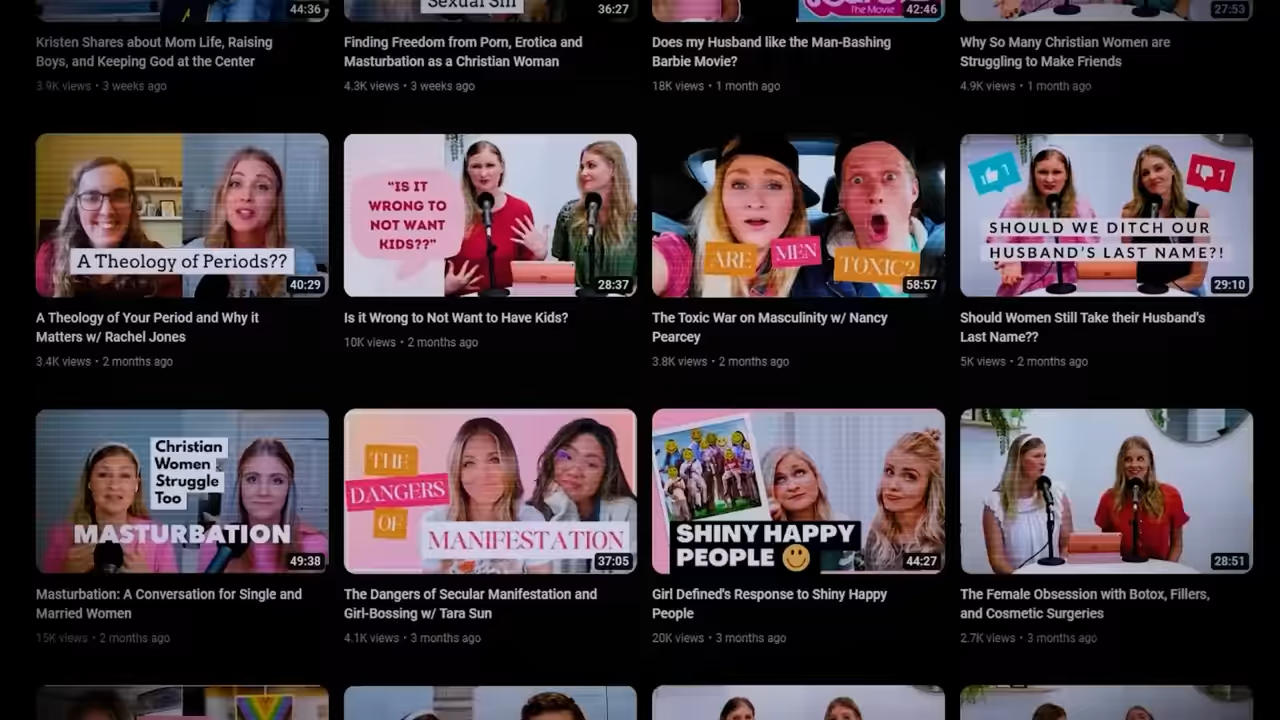 Sexual Sin
The Movie
44:36
36:27
42:46
27:53
Kristen Shares about Mom Life, Raising
Boys, and Keeping God at the Center
3.9K views • 3 weeks ago
Finding Freedom from Porn, Erotica and
Masturbation as a Christian Woman
4.3K views • 3 weeks ago
Does my Husband like the Man-Bashing
Barbie Movie?
18K views • 1 month ago
Why So Many Christian Women are
Struggling to Make Friends
4.9K views • 1 month ago
A Theology of Periods??
40:29
"IS IT
WRONG TO
NOT WANT
KIDS??"
28:37
ARE MEN TOXIC?
58:57
1
1
SHOULD WE DITCH OUR
HUSBAND'S LAST NAME?!
29:10
A Theology of Your Period and Why it
Matters w/ Rachel Jones
3.4K views • 2 months ago
Is it Wrong to Not Want to Have Kids?
10K views • 2 months ago
The Toxic War on Masculinity w/ Nancy
Pearcey
3.8K views • 2 months ago
Should Women Still Take their Husband's
Last Name??
5K views • 2 months ago
Christian
Women
Struggle
Too
MASTURBATION
49:38
THE
DANGERS
OF
MANIFESTATION
37:05
SHINY HAPPY
PEOPLE
44:27
28:51
Masturbation: A Conversation for Single and
Married Women
15K views • 2 months ago
The Dangers of Secular Manifestation and
Girl-Bossing w/ Tara Sun
4.1K views • 3 months ago
Girl Defined's Response to Shiny Happy
People
20K views • 3 months ago
The Female Obsession with Botox, Fillers,
and Cosmetic Surgeries
2.7K views • 3 months ago